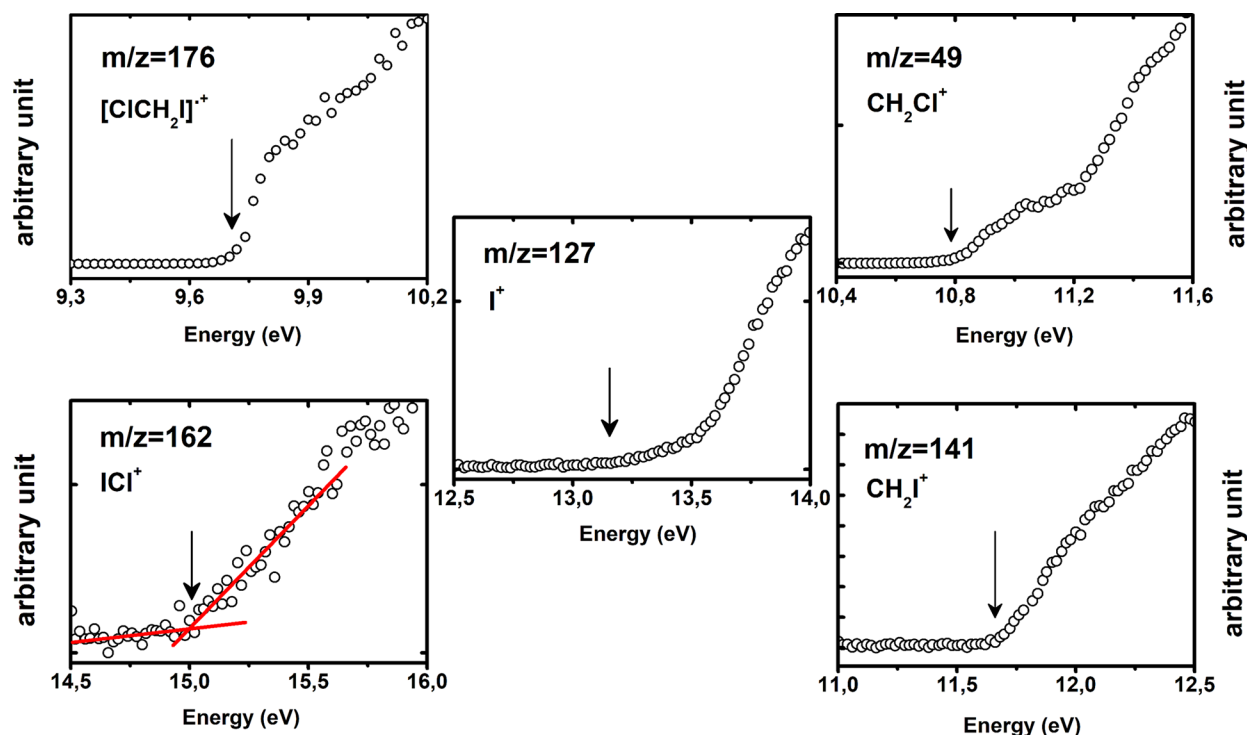 m/z=176
[ClCH2I]·+
arbitrary unit
9,3 9,6 9,9 10,2
Energy (eV)
m/z=49
CH2Cl+
arbitrary unit
10,4 10,8 11,2 11,6
Energy (eV)
m/z=127
I+
12,5 13,0 13,5 14,0
Energy (eV)
m/z=162
ICl+
arbitrary unit
14,5 15,0 15,5 16,0
Energy (eV)
m/z=141
CH2I+
arbitrary unit
11,0 11,5 12,0 12,5
Energy (eV)